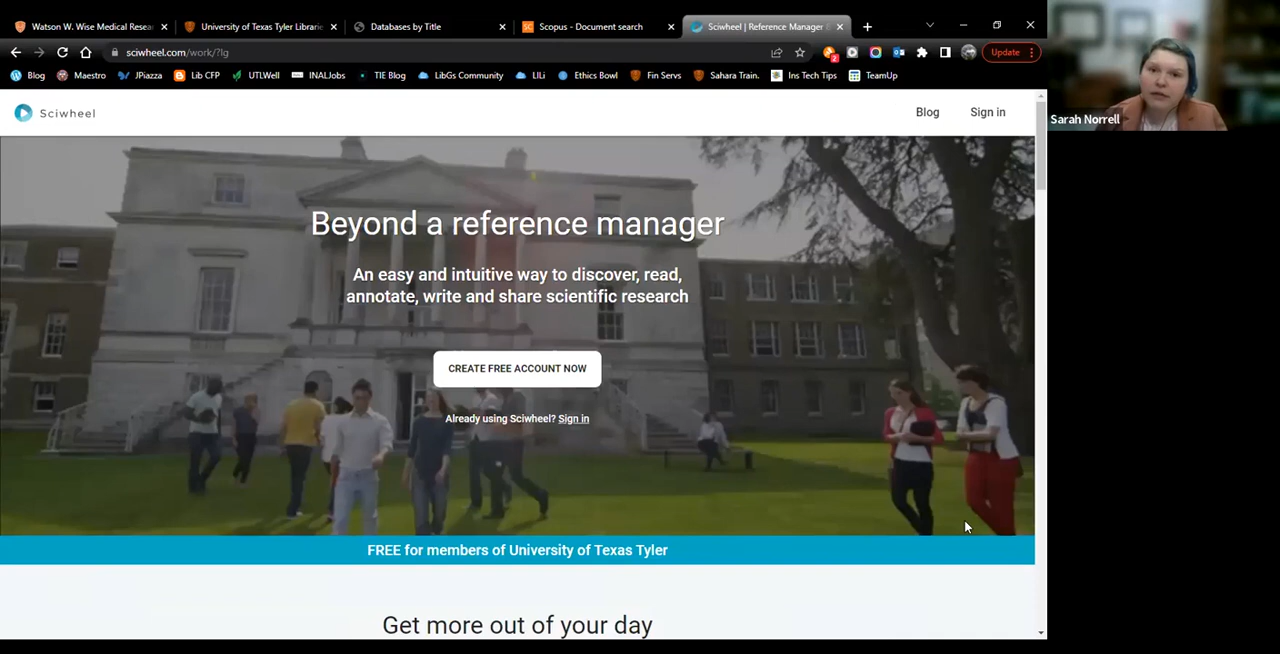 Watson W. Wise Medical Resea
University of Texas Tyler Librarie
Databases by Title
Scopus - Document search
Sciwheel | Reference Manager
sciwheel.com/work/?lg
Update
Blog
Maestro
JPiazza
Lib CFP
UTLWell
INALJobs
TIE Blog
LibGs Community
LILi
Ethics Bowl
Fin Servs
Sahara Train.
Ins Tech Tips
TeamUp
Sarah Norrell
Sciwheel
Blog
Sign in
Beyond a reference manager
An easy and intuitive way to discover, read,
annotate, write and share scientific research
CREATE FREE ACCOUNT NOW
Already using Sciwheel? Sign in
FREE for members of University of Texas Tyler
Get more out of your day